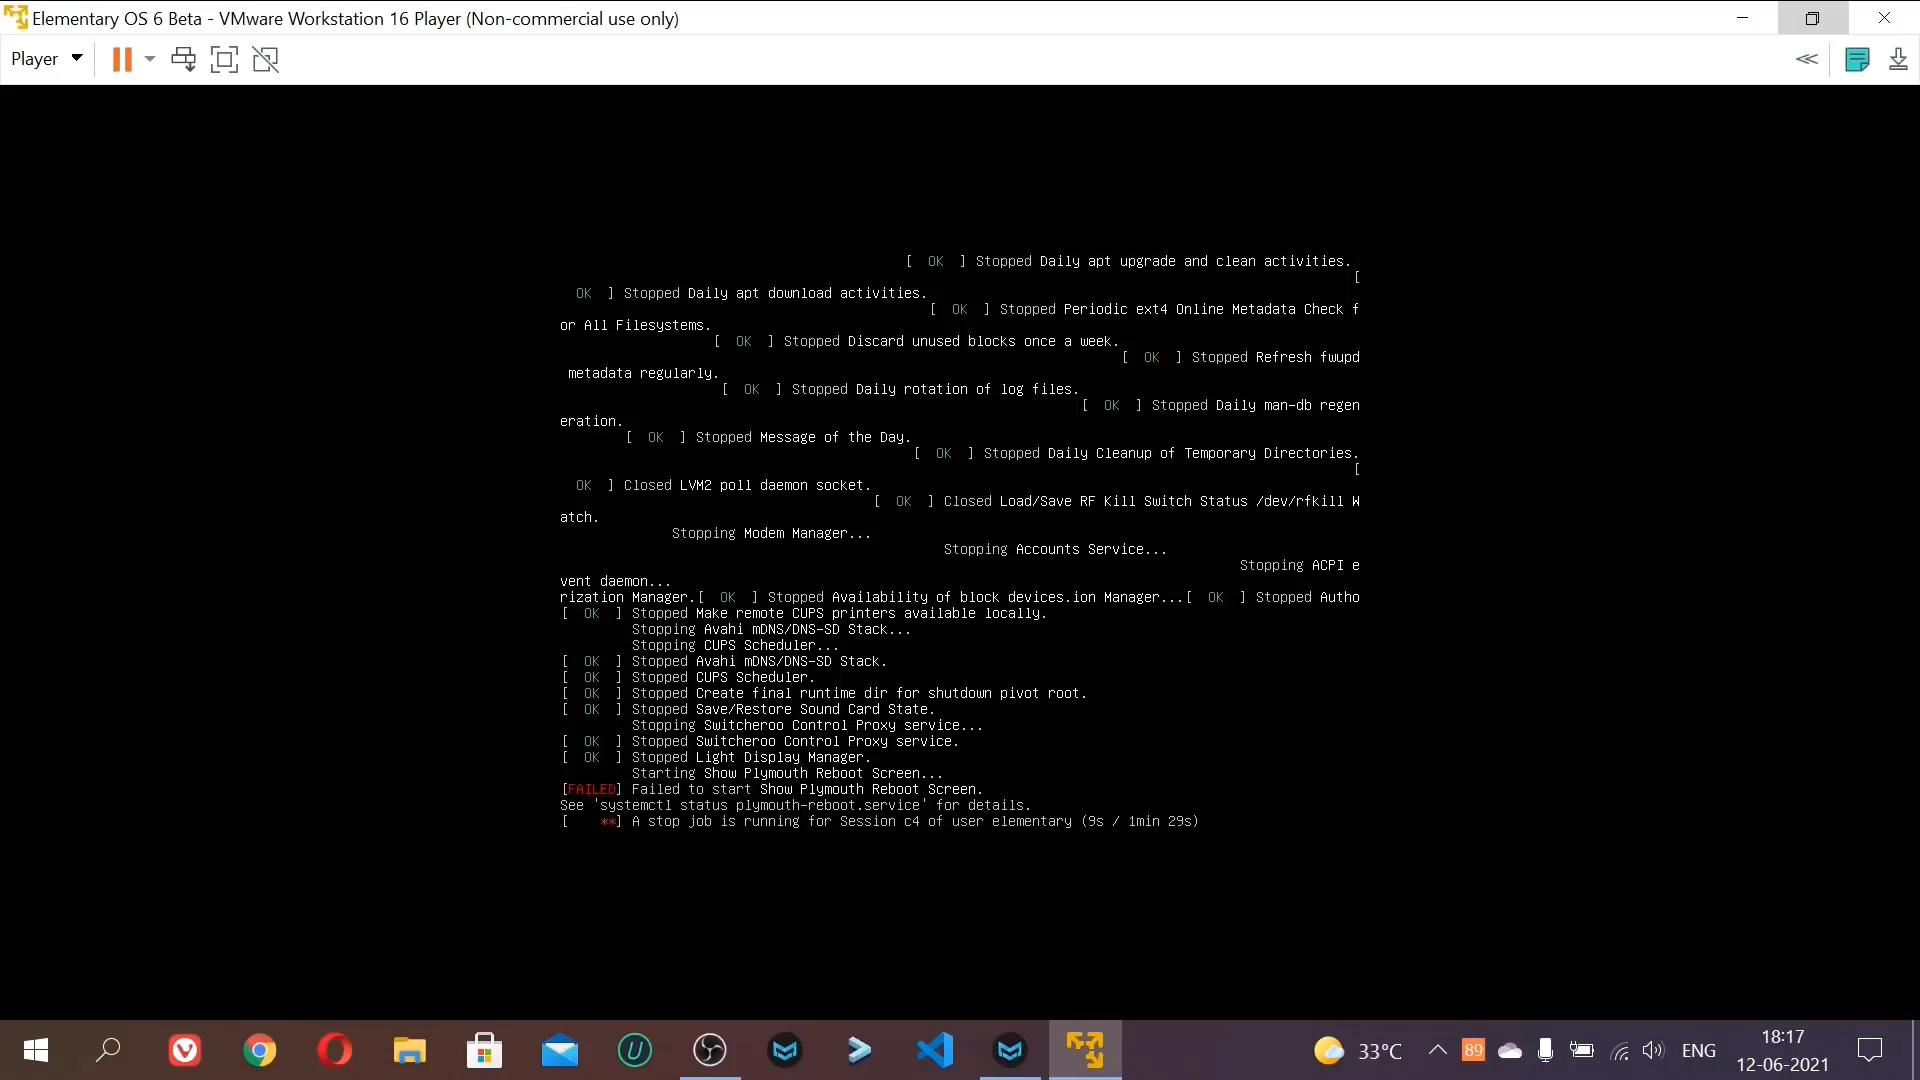 Elementary OS 6 Beta - VMware Workstation 16 Player (Non-commercial use only)
Player
[  OK  ] Stopped Daily apt upgrade and clean activities.
[
OK  ] Stopped Daily apt download activities.
[  OK  ] Stopped Periodic ext4 Online Metadata Check f
or All Filesystems.
[  OK  ] Stopped Discard unused blocks once a week.
[  OK  ] Stopped Refresh fwupd
metadata regularly.
[  OK  ] Stopped Daily rotation of log files.
[  OK  ] Stopped Daily man-db regen
eration.
[  OK  ] Stopped Message of the Day.
[  OK  ] Stopped Daily Cleanup of Temporary Directories.
[
OK  ] Closed LVM2 poll daemon socket.
[  OK  ] Closed Load/Save RF Kill Switch Status /dev/rfkill W
atch.
Stopping Modem Manager...
Stopping Accounts Service...
Stopping ACPI e
vent daemon...
rization Manager.[  OK  ] Stopped Availability of block devices.ion Manager...[  OK  ] Stopped Autho
[  OK  ] Stopped Make remote CUPS printers available locally.
Stopping Avahi mDNS/DNS-SD Stack...
Stopping CUPS Scheduler...
[  OK  ] Stopped Avahi mDNS/DNS-SD Stack.
[  OK  ] Stopped CUPS Scheduler.
[  OK  ] Stopped Create final runtime dir for shutdown pivot root.
[  OK  ] Stopped Save/Restore Sound Card State.
Stopping Switcheroo Control Proxy service...
[  OK  ] Stopped Switcheroo Control Proxy service.
[  OK  ] Stopped Light Display Manager.
Starting Show Plymouth Reboot Screen...
[FAILED] Failed to start Show Plymouth Reboot Screen.
See 'systemctl status plymouth-reboot.service' for details.
[    **] A stop job is running for Session c4 of user elementary (9s / 1min 29s)
33°C
89
ENG
18:17
12-06-2021